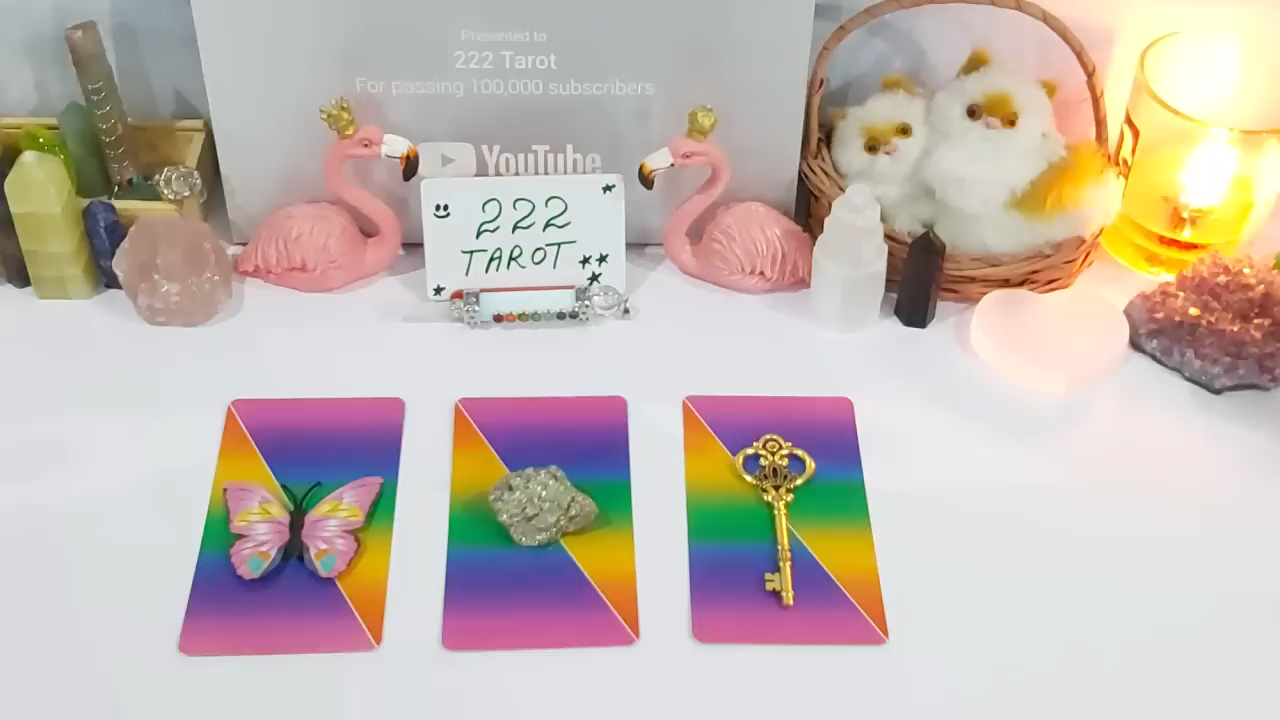 Presented to
222 Tarot
For passing 100,000 subscribers
YouTube
222
TAROT